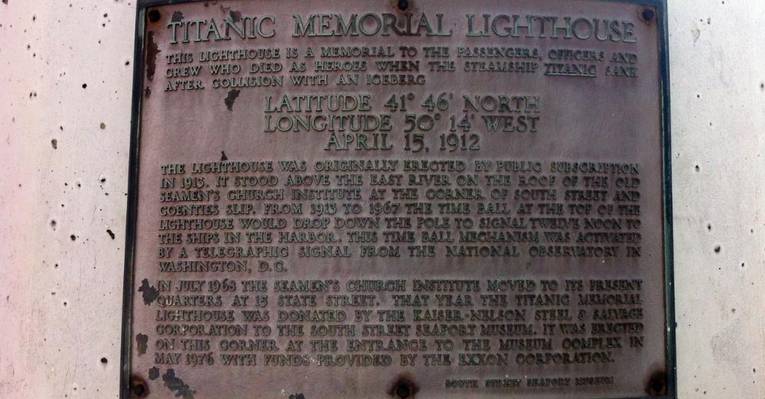 TITANIC MEMORIAL LIGHTHOUSE
THIS LIGHTHOUSE IS A MEMORIAL TO THE PASSENGERS, OFFICERS AND
CREW WHO DIED AS HEROES WHEN THE STEAMSHIP TITANIC SANK
AFTER COLLISION WITH AN ICEBERG
LATITUDE 41° 46' NORTH
LONGITUDE 50° 14' WEST
APRIL 15, 1912
THE LIGHTHOUSE WAS ORIGINALLY ERECTED BY PUBLIC SUBSCRIPTION
IN 1913. IT STOOD ABOVE THE EAST RIVER ON THE ROOF OF THE OLD
SEAMEN'S CHURCH INSTITUTE AT THE CORNER OF SOUTH STREET AND
COENTIES SLIP. FROM 1913 TO 1967 THE TIME BALL AT THE TOP OF THE
LIGHTHOUSE WOULD DROP DOWN THE POLE TO SIGNAL TWELVE NOON TO
THE SHIPS IN THE HARBOR. THIS TIME BALL MECHANISM WAS ACTIVATED
BY A TELEGRAPHIC SIGNAL FROM THE NATIONAL OBSERVATORY IN
WASHINGTON, D.C.
IN JULY 1968 THE SEAMEN'S CHURCH INSTITUTE MOVED TO ITS PRESENT
QUARTERS AT 15 STATE STREET. THAT YEAR THE TITANIC MEMORIAL
LIGHTHOUSE WAS DONATED BY THE KAISER-NELSON STEEL & SALVAGE
CORPORATION TO THE SOUTH STREET SEAPORT MUSEUM. IT WAS ERECTED
ON THIS CORNER AT THE ENTRANCE TO THE MUSEUM COMPLEX IN
MAY 1976 WITH FUNDS PROVIDED BY THE EXXON CORPORATION.
SOUTH STREET SEAPORT MUSEUM